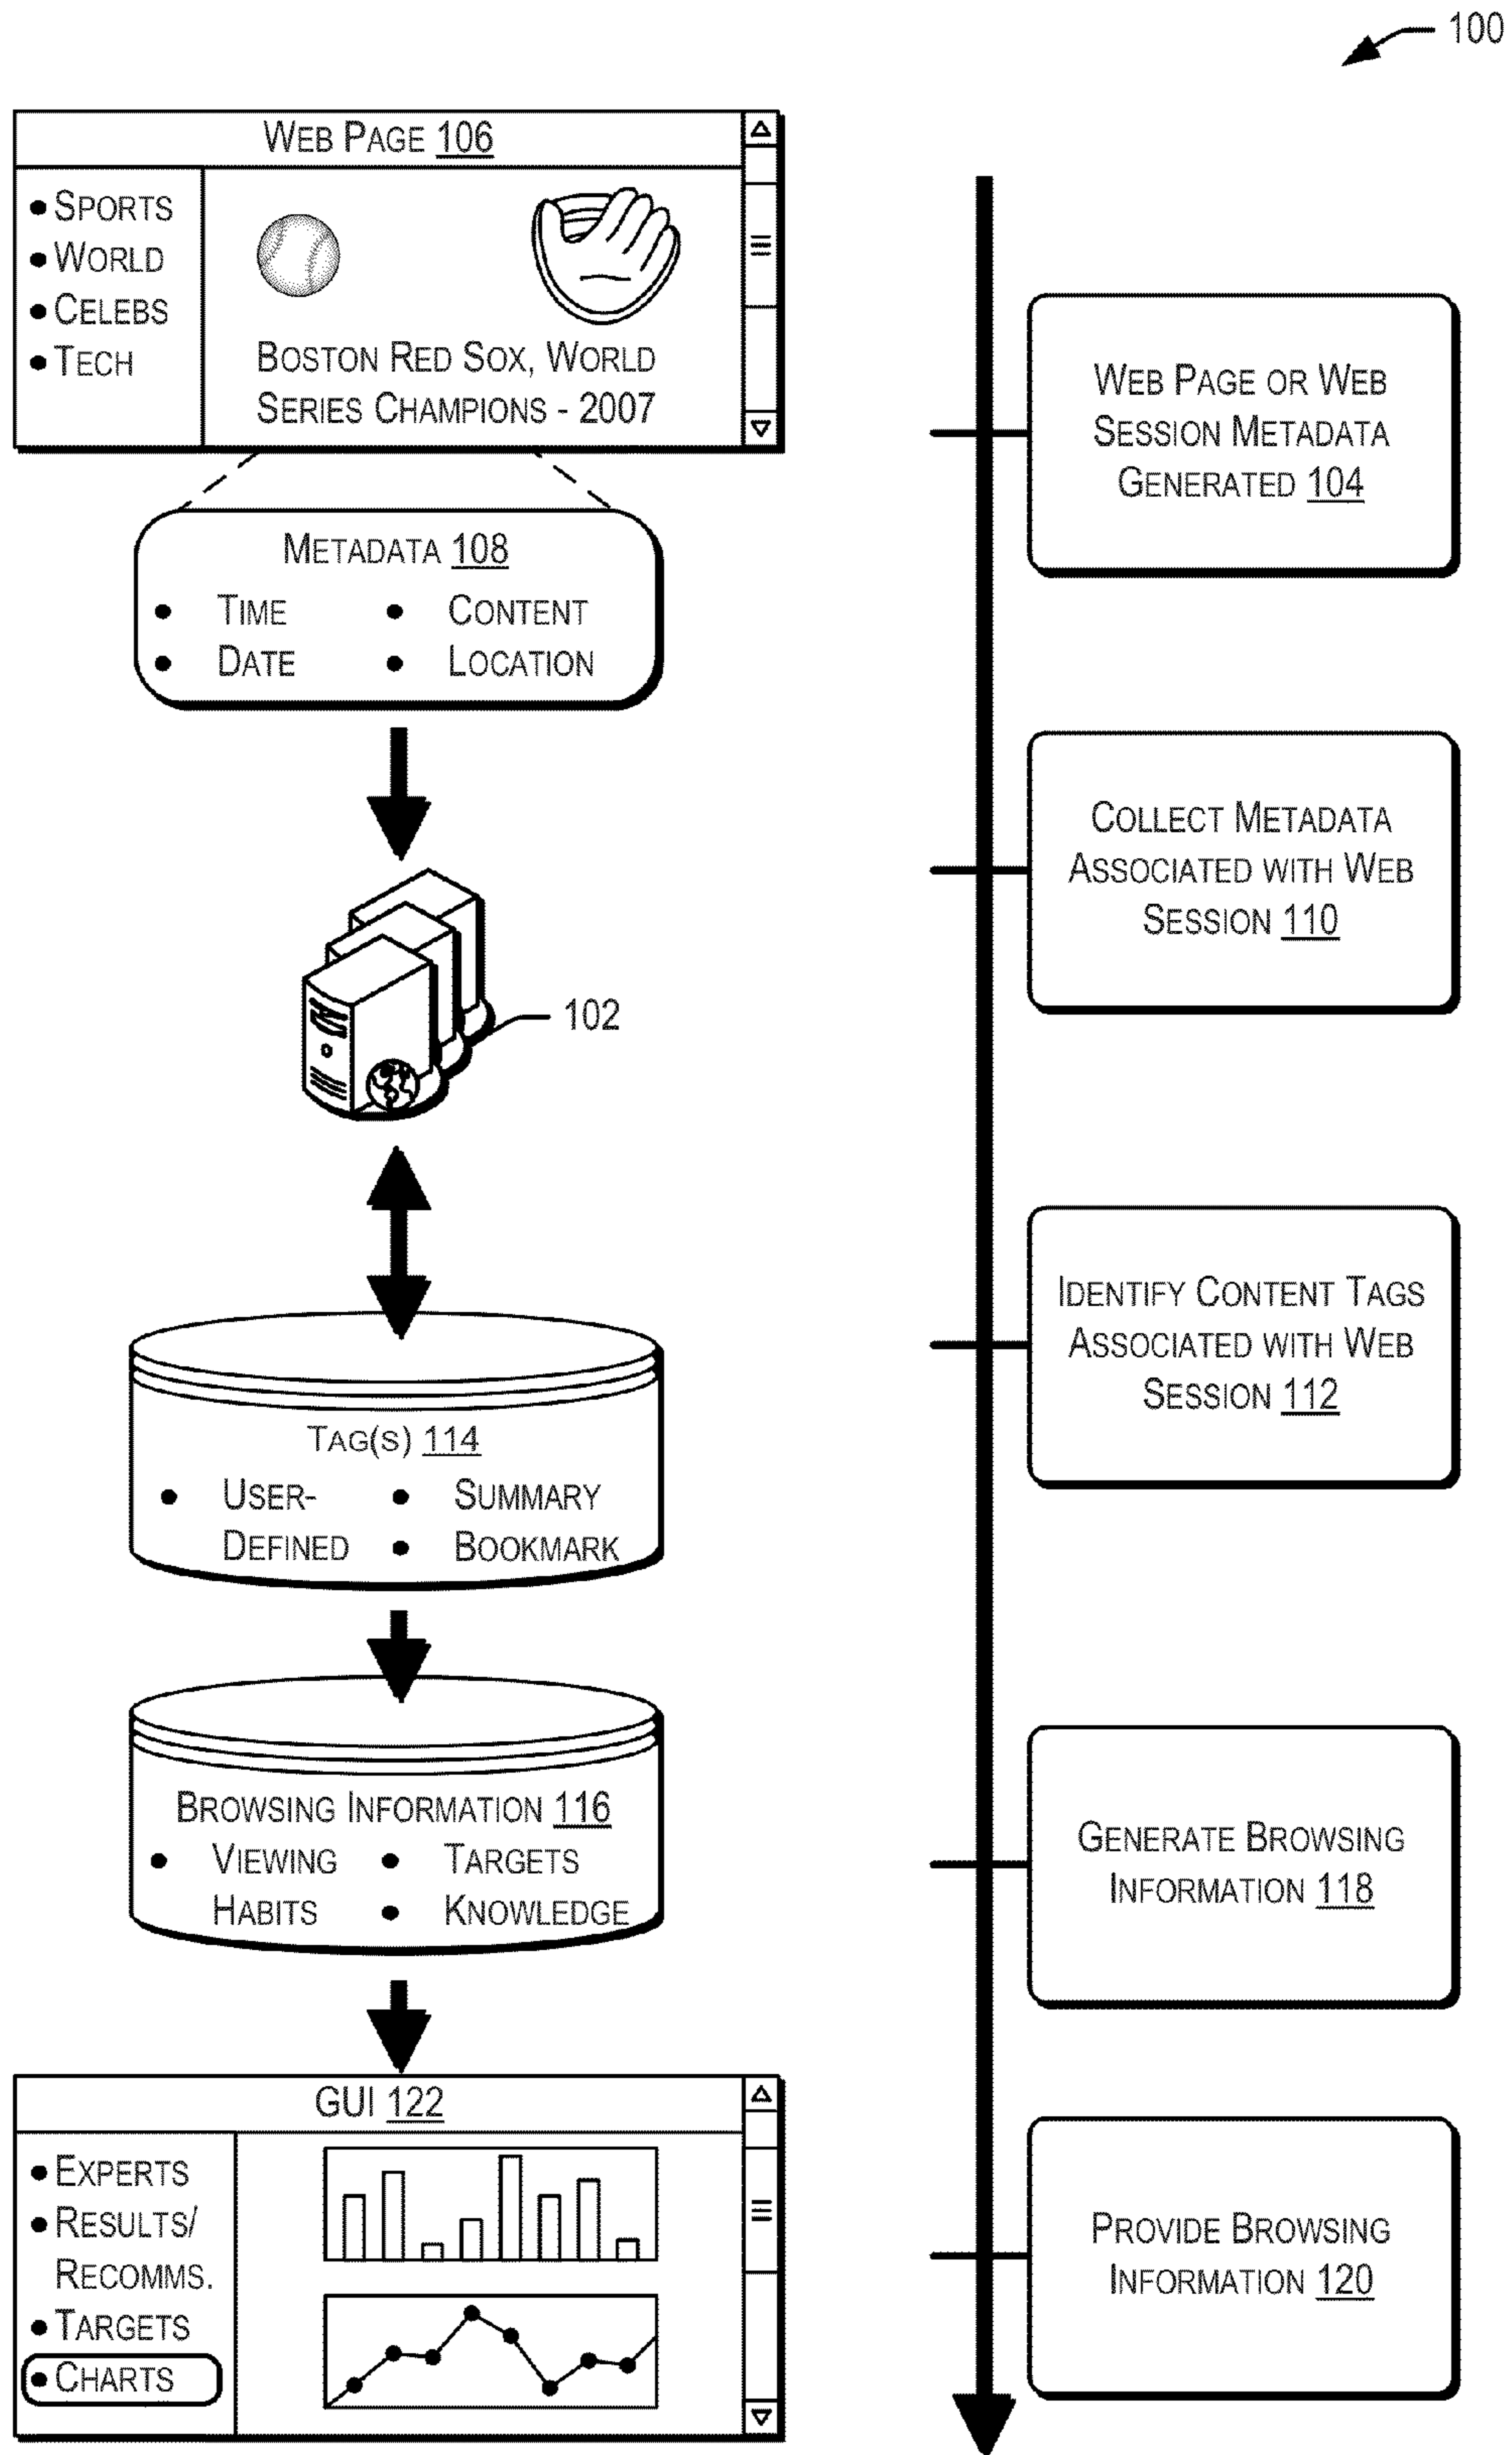 100
WEB PAGE 106
• SPORTS
• WORLD
• CELEBS
• TECH
BOSTON RED SOX, WORLD
SERIES CHAMPIONS - 2007
METADATA 108
• TIME • CONTENT
• DATE • LOCATION
102
TAG(S) 114
• USER- • SUMMARY
DEFINED • BOOKMARK
BROWSING INFORMATION 116
• VIEWING • TARGETS
HABITS • KNOWLEDGE
GUI 122
• EXPERTS
• RESULTS/
RECOMMS.
• TARGETS
• CHARTS
WEB PAGE OR WEB
SESSION METADATA
GENERATED 104
COLLECT METADATA
ASSOCIATED WITH WEB
SESSION 110
IDENTIFY CONTENT TAGS
ASSOCIATED WITH WEB
SESSION 112
GENERATE BROWSING
INFORMATION 118
PROVIDE BROWSING
INFORMATION 120